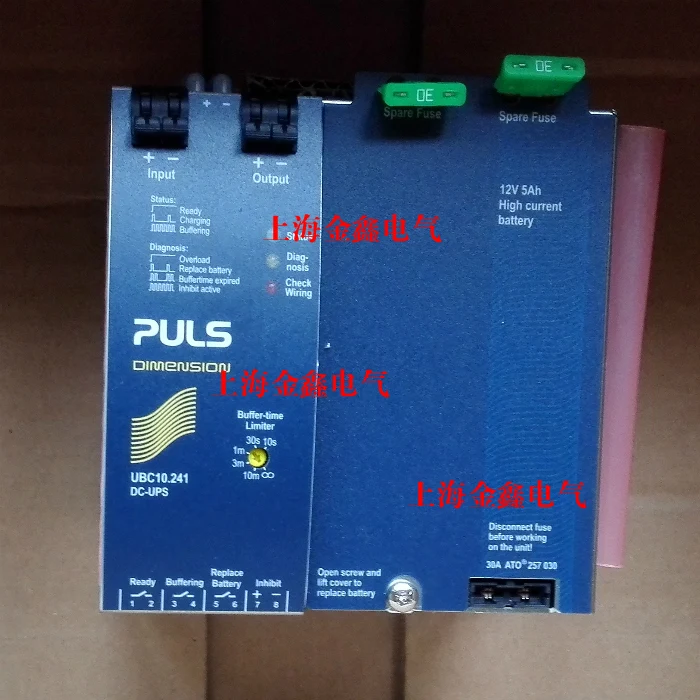 OE
OE
Spare Fuse
Spare Fuse
+ −
+ −
+ −
Input
Output
12V 5Ah
High current
battery
Status:
Ready
Charging
Buffering
上海金鑫电气
Diagnosis:
Overload
Replace battery
Buffertime expired
Inhibit active
Diag-
nosis
Check
Wiring
PULS
DIMENSION
上海金鑫电气
Buffer-time
Limiter
30s 10s
1m
3m
10m ∞
UBC10.241
DC-UPS
上海金鑫电气
Disconnect fuse
before working
on the unit!
30A ATO® 257 030
Open screw and
lift cover to
replace battery
Ready Buffering Replace Battery Inhibit
+ −
1 2 3 4 5 6 7 8